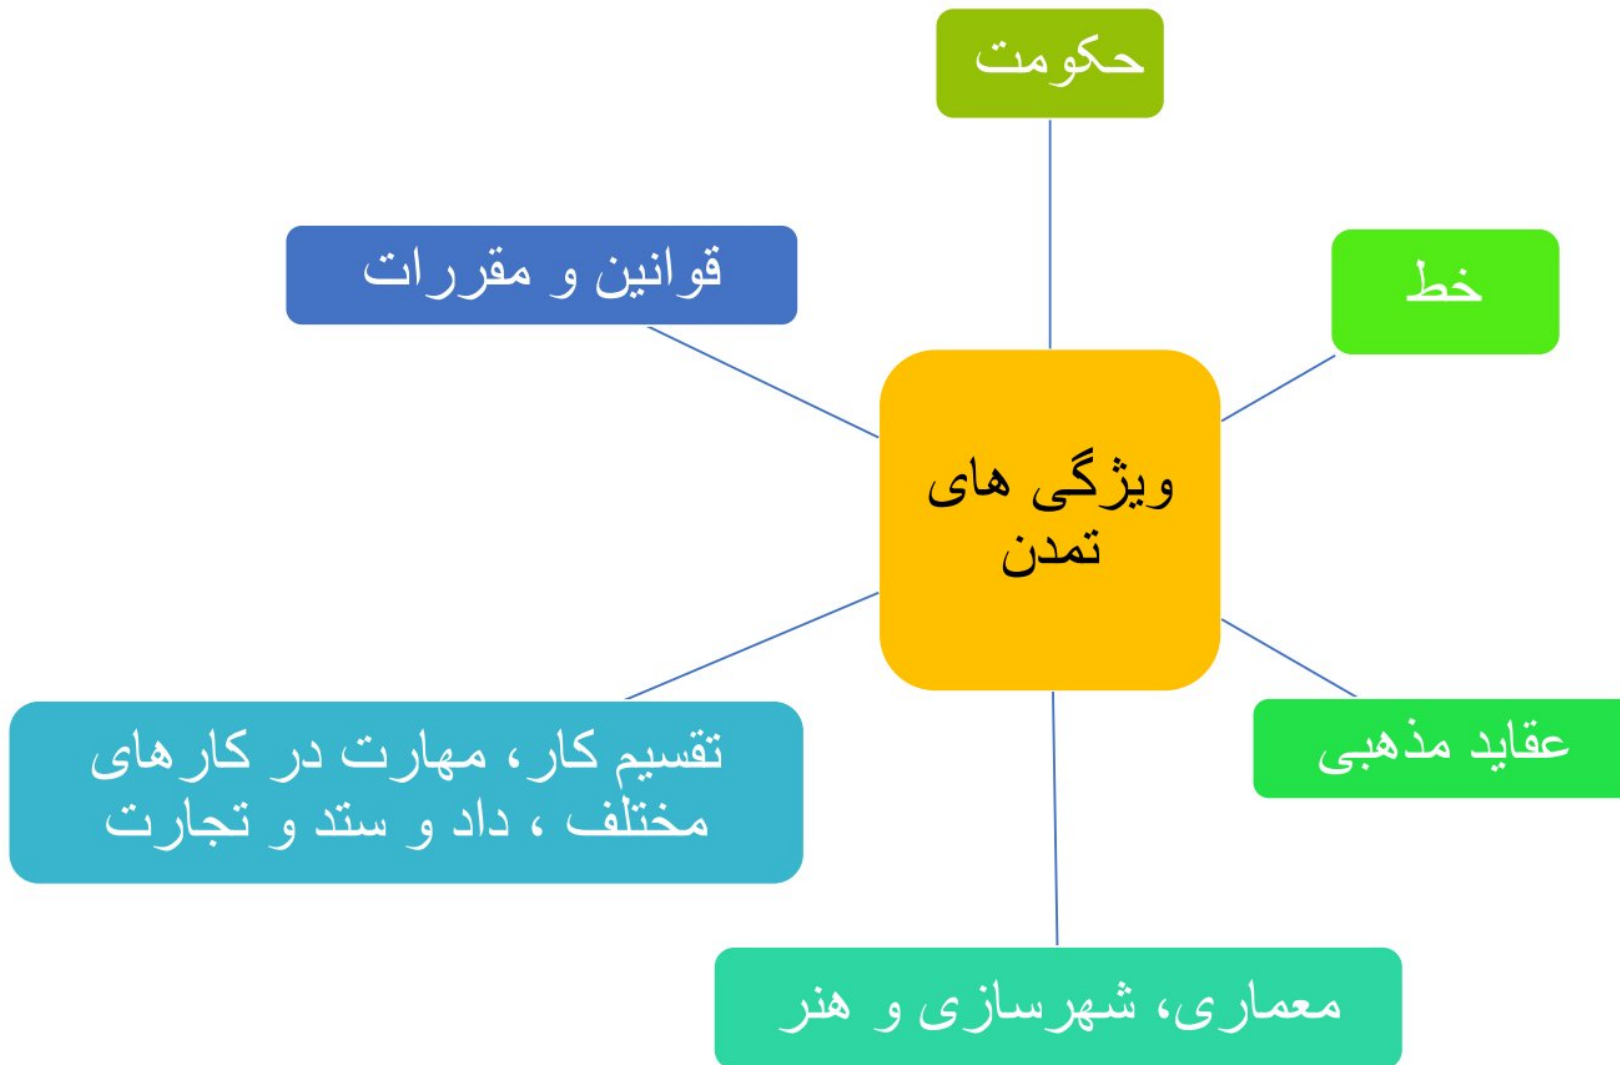 حکومت
خط
قوانین و مقررات
ویژگی های
تمدن
عقاید مذهبی
تقسیم کار، مهارت در کارهای
مختلف ، داد و ستد و تجارت
معماری، شهرسازی و هنر